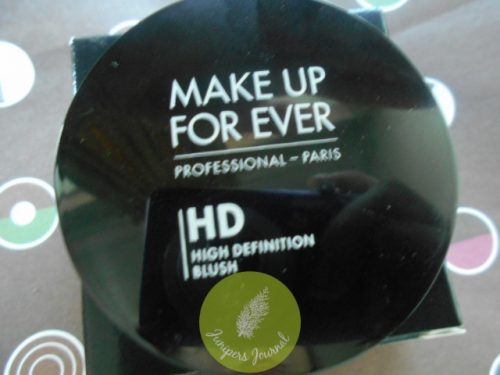 MAKE UP
FOR EVER
PROFESSIONAL – PARIS
HD
HIGH DEFINITION
BLUSH
Junipers Journal